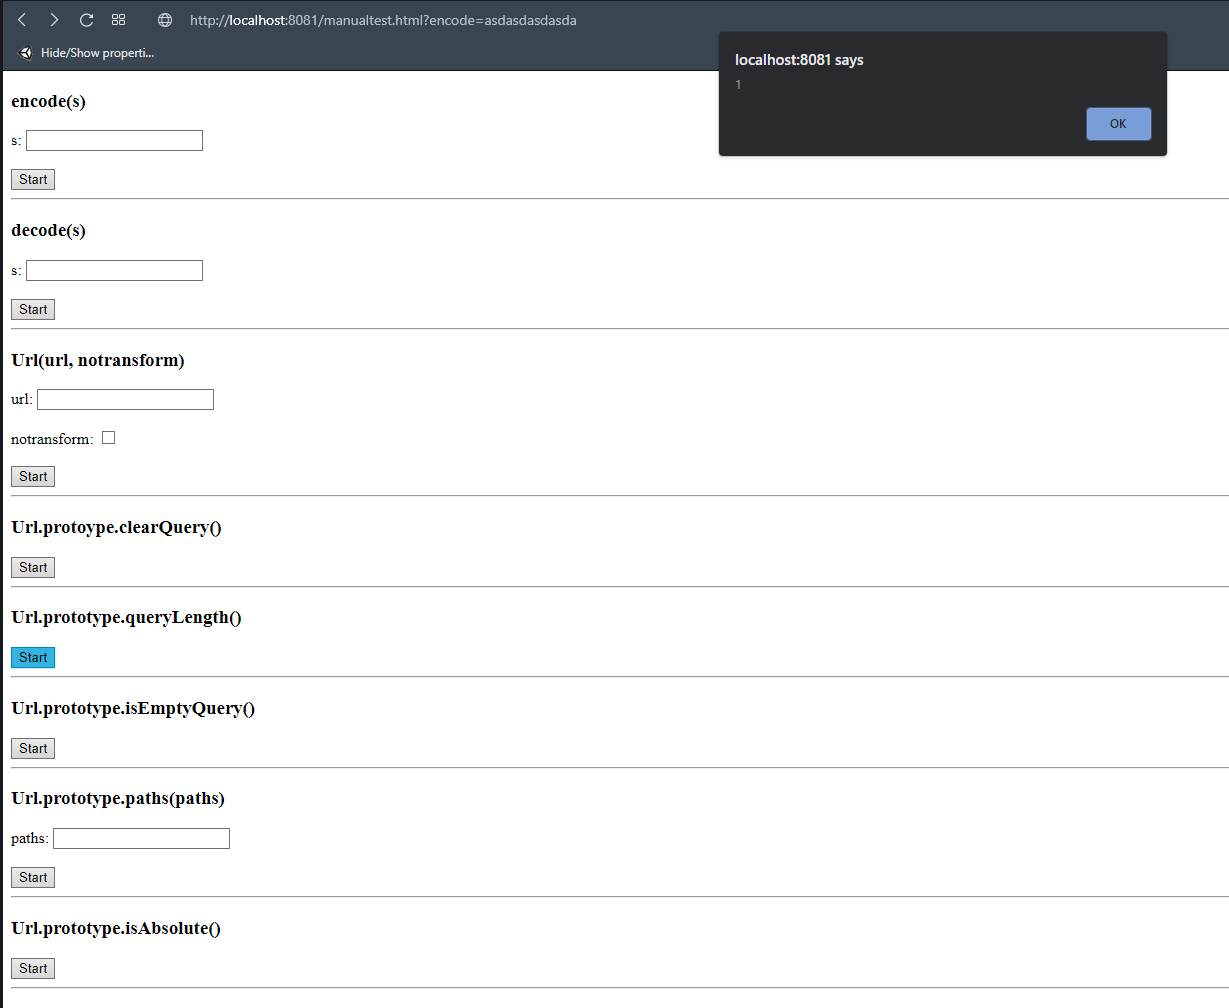 http://localhost:8081/manualtest.html?encode=asdasdasdasda
Hide/Show properti...
localhost:8081 says
1
OK
encode(s)
s:
Start
decode(s)
s:
Start
Url(url, notransform)
url:
notransform:
Start
Url.protoype.clearQuery()
Start
Url.prototype.queryLength()
Start
Url.prototype.isEmptyQuery()
Start
Url.prototype.paths(paths)
paths:
Start
Url.prototype.isAbsolute()
Start